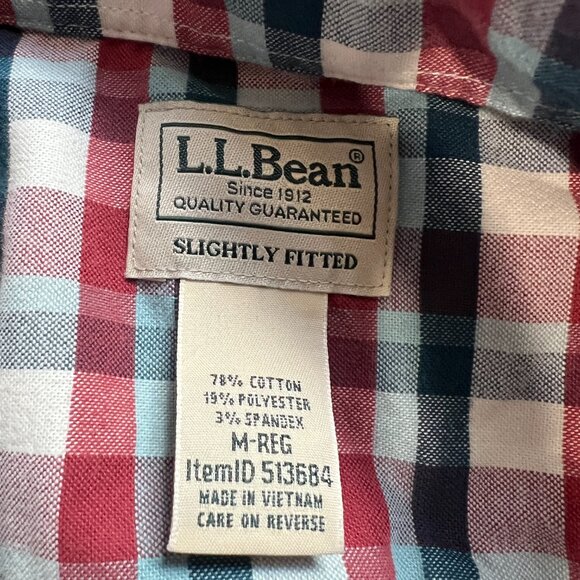 L.L.Bean®
Since 1912
QUALITY GUARANTEED
SLIGHTLY FITTED
78% COTTON
19% POLYESTER
3% SPANDEX
M-REG
ItemID 513684
MADE IN VIETNAM
CARE ON REVERSE